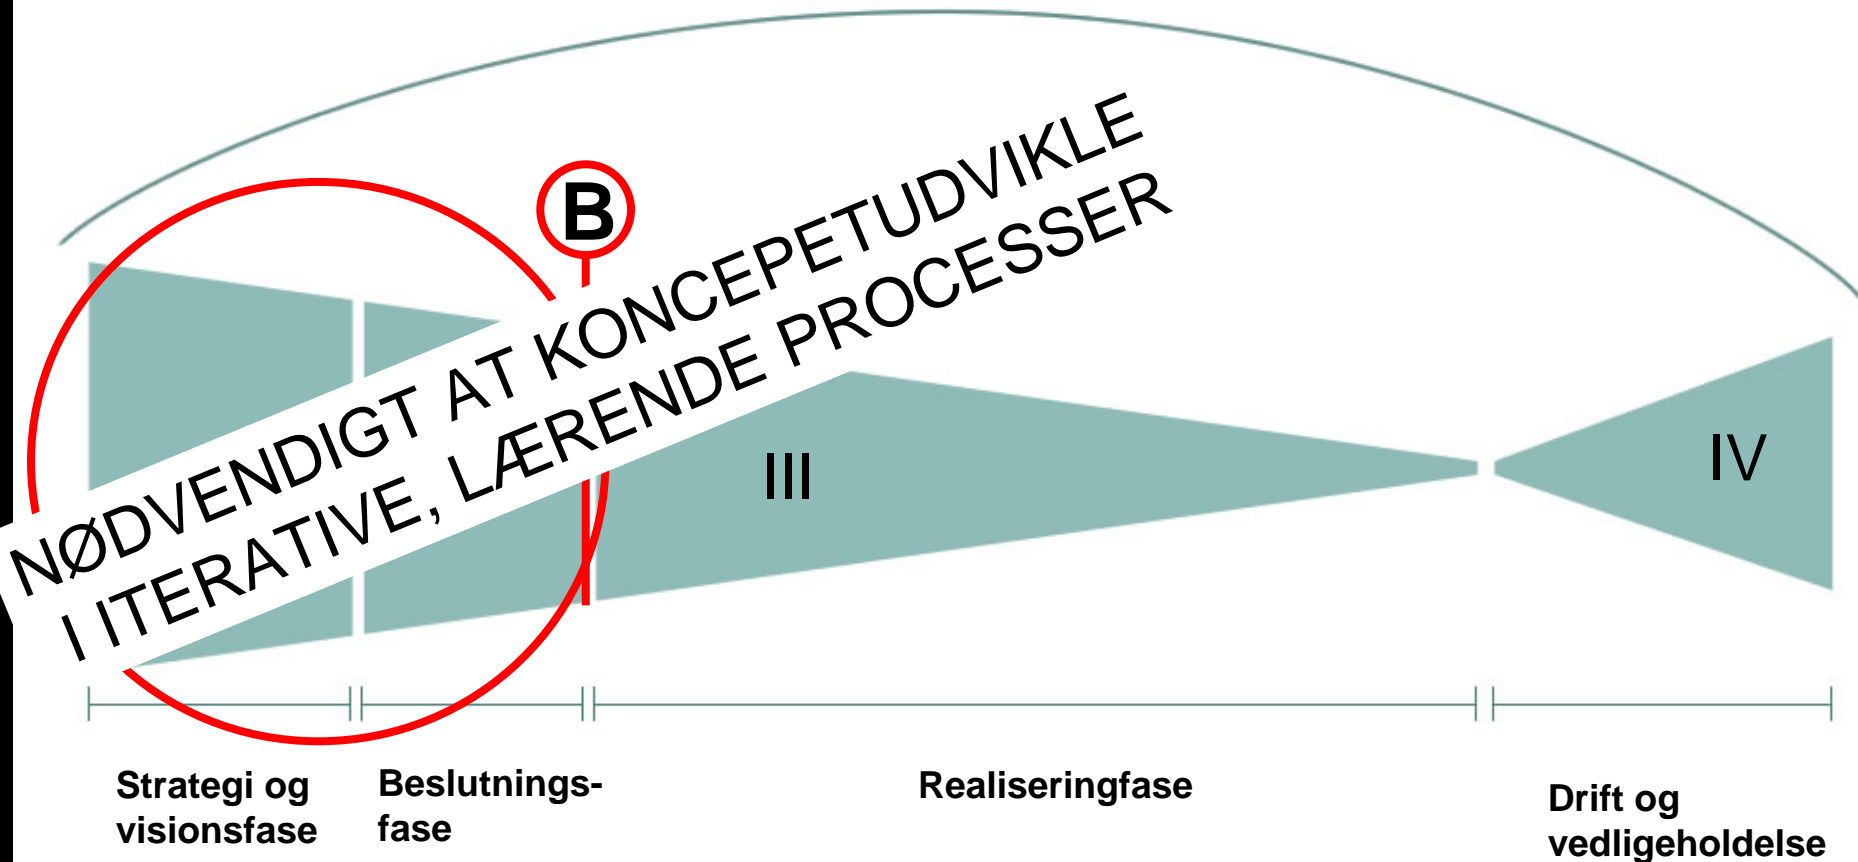 B
NØDVENDIGT AT KONCEPETUDVIKLE
I ITERATIVE, LÆRENDE PROCESSER
III
IV
Strategi og
visionsfase
Beslutnings-
fase
Realiseringfase
Drift og
vedligeholdelse